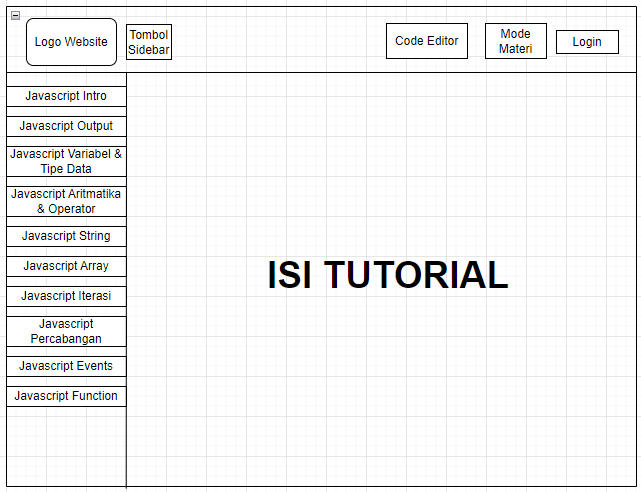 Logo Website
Tombol
Sidebar
Code Editor
Mode
Materi
Login
Javascript Intro
Javascript Output
Javascript Variabel &
Tipe Data
Javascript Aritmatika
& Operator
Javascript String
Javascript Array
Javascript Iterasi
Javascript
Percabangan
Javascript Events
Javascript Function
ISI TUTORIAL